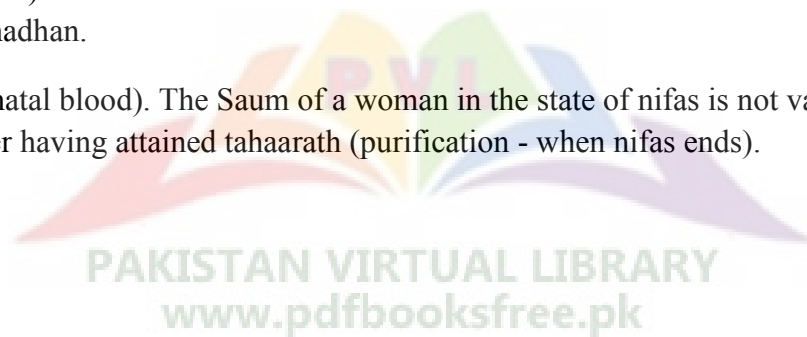 adhan.
natal blood). The Saum of a woman in the state of nifas is not va
r having attained tahaarath (purification - when nifas ends).
PVL
PAKISTAN VIRTUAL LIBRARY
www.pdfbooksfree.pk